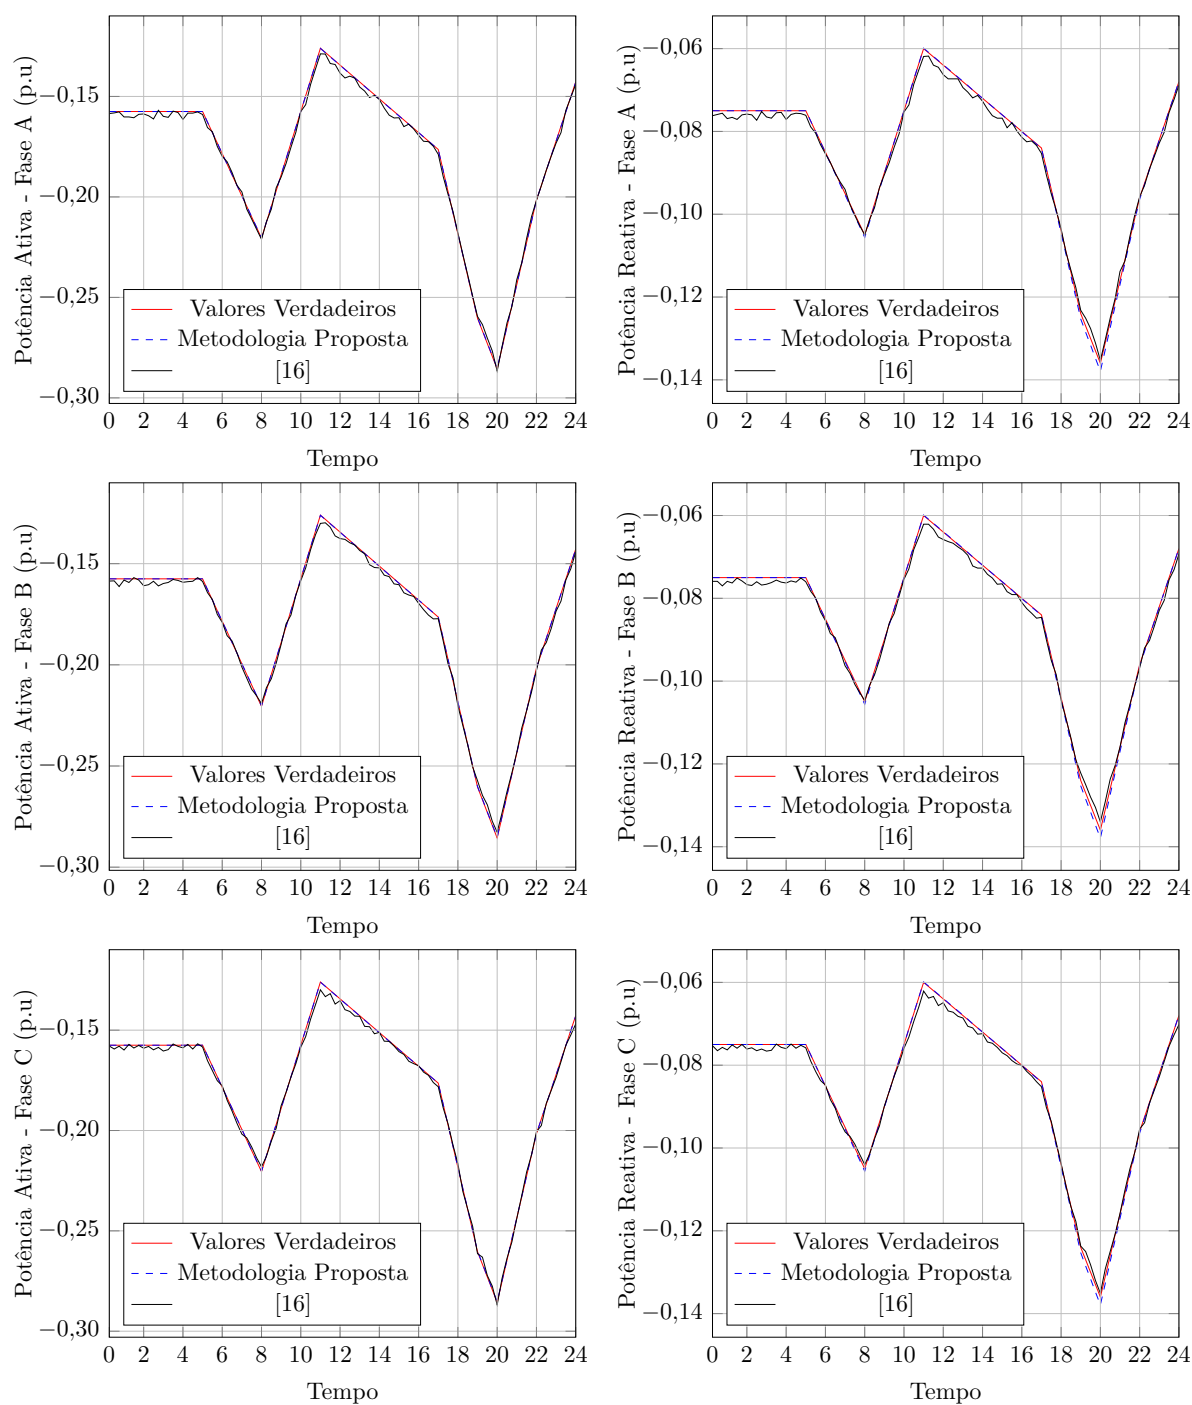 Potência Ativa - Fase A (p.u)
−0,15
−0,20
−0,25
−0,30
Valores Verdadeiros
Metodologia Proposta
[16]
0 2 4 6 8 10 12 14 16 18 20 22 24
Tempo
Potência Reativa - Fase A (p.u)
−0,06
−0,08
−0,10
−0,12
−0,14
Valores Verdadeiros
Metodologia Proposta
[16]
0 2 4 6 8 10 12 14 16 18 20 22 24
Tempo
Potência Ativa - Fase B (p.u)
−0,15
−0,20
−0,25
−0,30
Valores Verdadeiros
Metodologia Proposta
[16]
0 2 4 6 8 10 12 14 16 18 20 22 24
Tempo
Potência Reativa - Fase B (p.u)
−0,06
−0,08
−0,10
−0,12
−0,14
Valores Verdadeiros
Metodologia Proposta
[16]
0 2 4 6 8 10 12 14 16 18 20 22 24
Tempo
Potência Ativa - Fase C (p.u)
−0,15
−0,20
−0,25
−0,30
Valores Verdadeiros
Metodologia Proposta
[16]
0 2 4 6 8 10 12 14 16 18 20 22 24
Tempo
Potência Reativa - Fase C (p.u)
−0,06
−0,08
−0,10
−0,12
−0,14
Valores Verdadeiros
Metodologia Proposta
[16]
0 2 4 6 8 10 12 14 16 18 20 22 24
Tempo